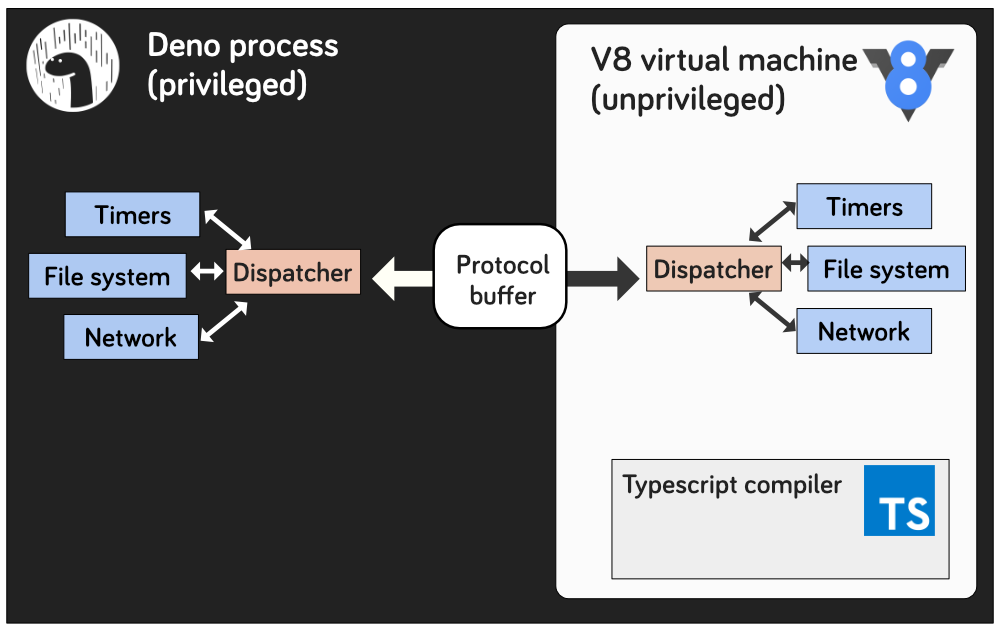 Deno process
(privileged)
V8 virtual machine
(unprivileged)
8
Timers
File system
Network
Dispatcher
Protocol
buffer
Dispatcher
Timers
File system
Network
Typescript compiler
TS